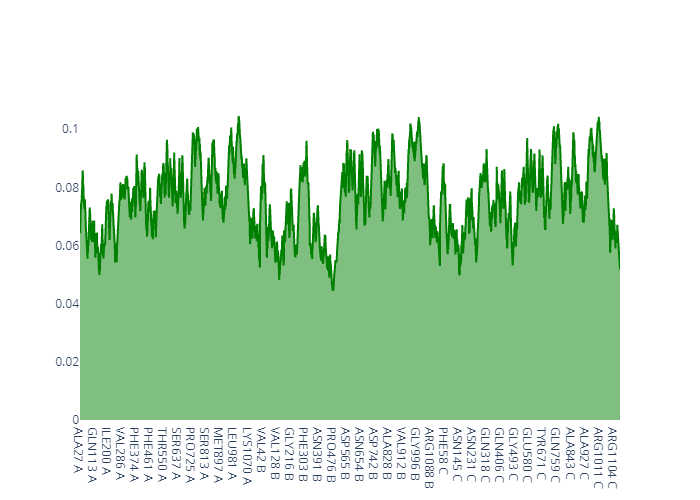 0.1
0.08
0.06
0.04
0.02
0
ALA27 A
GLN113 A
ILE200 A
VAL286 A
PHE374 A
PHE461 A
THR550 A
SER637 A
PRO725 A
SER813 A
MET897 A
LEU981 A
LYS1070 A
VAL42 B
VAL128 B
GLY216 B
PHE303 B
ASN391 B
PRO476 B
ASP565 B
ASN654 B
ASP742 B
ALA828 B
VAL912 B
GLY996 B
ARG1088 B
PHE58 C
ASN145 C
ASN231 C
GLN318 C
GLN406 C
GLY493 C
GLU580 C
TYR671 C
GLN759 C
ALA843 C
ALA927 C
ARG1011 C
ARG1104 C